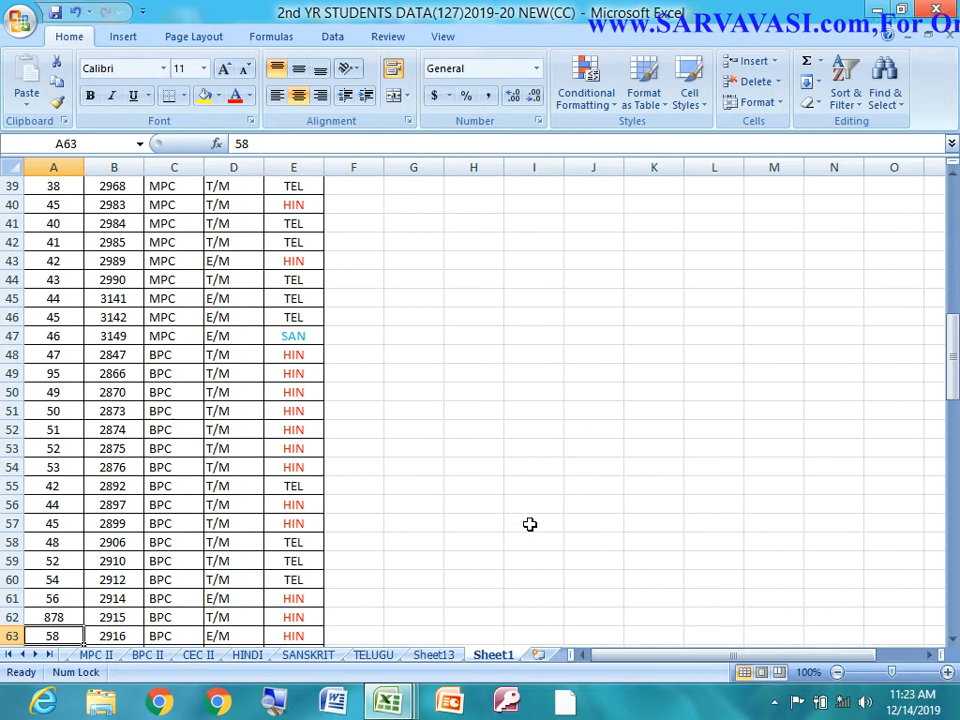 2nd YR STUDENTS DATA(127)2019-20 NEW(CC) - Microsoft Excel
www.SARVAVASI.com,For Or
Home Insert Page Layout Formulas Data Review View
Calibri 11 General
Paste
B I U
$ % ,
Conditional Formatting
Format as Table
Cell Styles
Insert
Delete
Format
Sort & Filter
Find & Select
Clipboard Font Alignment Number Styles Cells Editing
A63 fx 58
A B C D E F G H I J K L M N O
39 38 2968 MPC T/M TEL
40 45 2983 MPC T/M HIN
41 40 2984 MPC T/M TEL
42 41 2985 MPC T/M TEL
43 42 2989 MPC E/M HIN
44 43 2990 MPC T/M TEL
45 44 3141 MPC E/M TEL
46 45 3142 MPC E/M TEL
47 46 3149 MPC E/M SAN
48 47 2847 BPC T/M HIN
49 95 2866 BPC T/M HIN
50 49 2870 BPC T/M HIN
51 50 2873 BPC T/M HIN
52 51 2874 BPC T/M HIN
53 52 2875 BPC T/M HIN
54 53 2876 BPC T/M HIN
55 42 2892 BPC T/M TEL
56 44 2897 BPC T/M HIN
57 45 2899 BPC T/M HIN
58 48 2906 BPC T/M TEL
59 52 2910 BPC T/M TEL
60 54 2912 BPC T/M TEL
61 56 2914 BPC E/M HIN
62 878 2915 BPC T/M HIN
63 58 2916 BPC E/M HIN
MPC II BPC II CEC II HINDI SANSKRIT TELUGU Sheet13 Sheet1
Ready Num Lock 100%
11:23 AM
12/14/2019